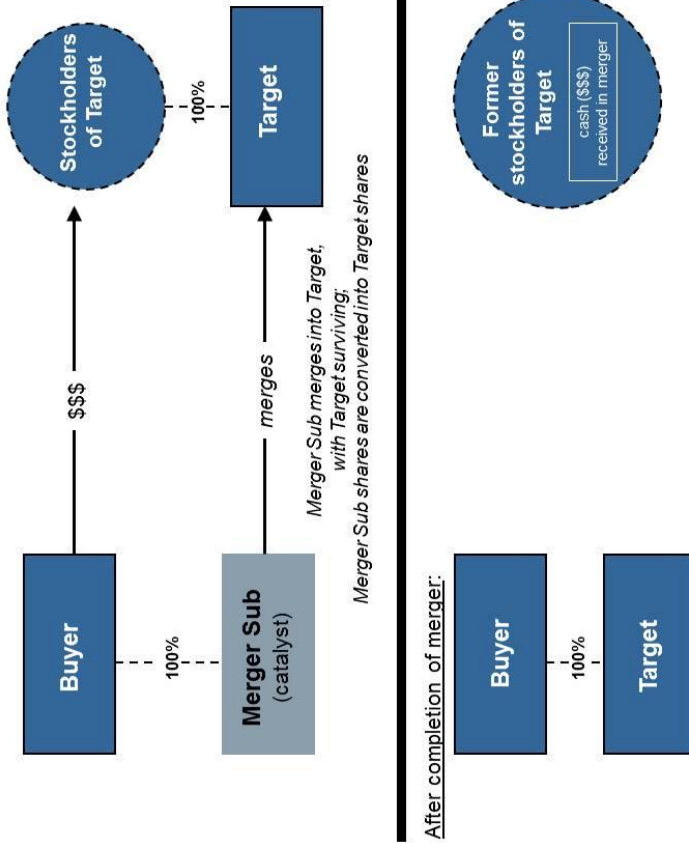 Buyer
$$$
Stockholders
of Target
100%
100%
Merger Sub
(catalyst)
merges
Target
Merger Sub merges into Target,
with Target surviving;
Merger Sub shares are converted into Target shares
After completion of merger:
Buyer
100%
Target
Former
stockholders of
Target
cash ($$$)
received in merger